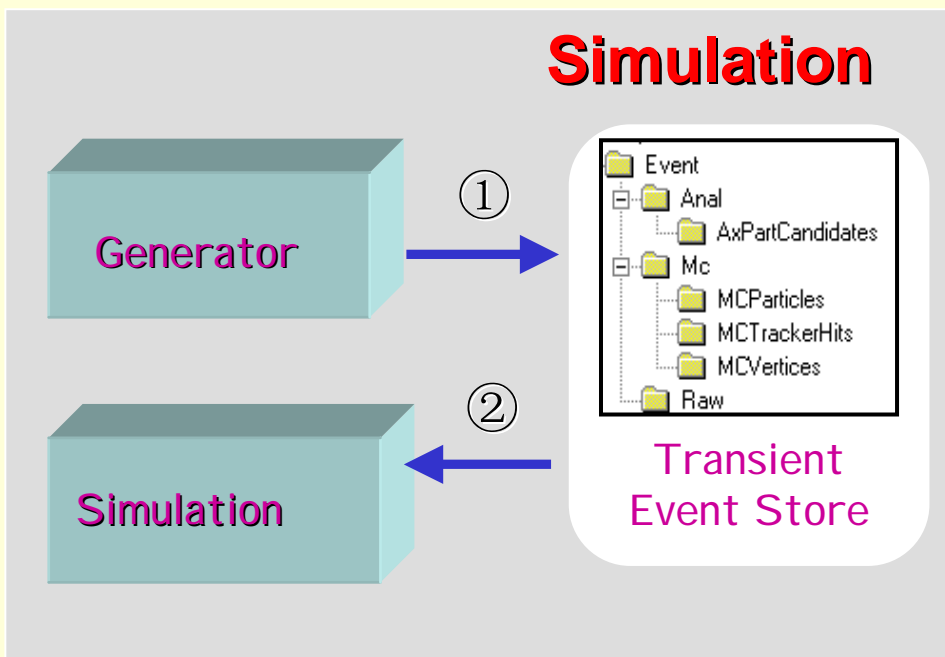 Simulation
Generator
①
Event
Anal
AxPartCandidates
Mc
MCParticles
MCTrackerHits
MCVertices
Raw
②
Simulation
Transient
Event Store